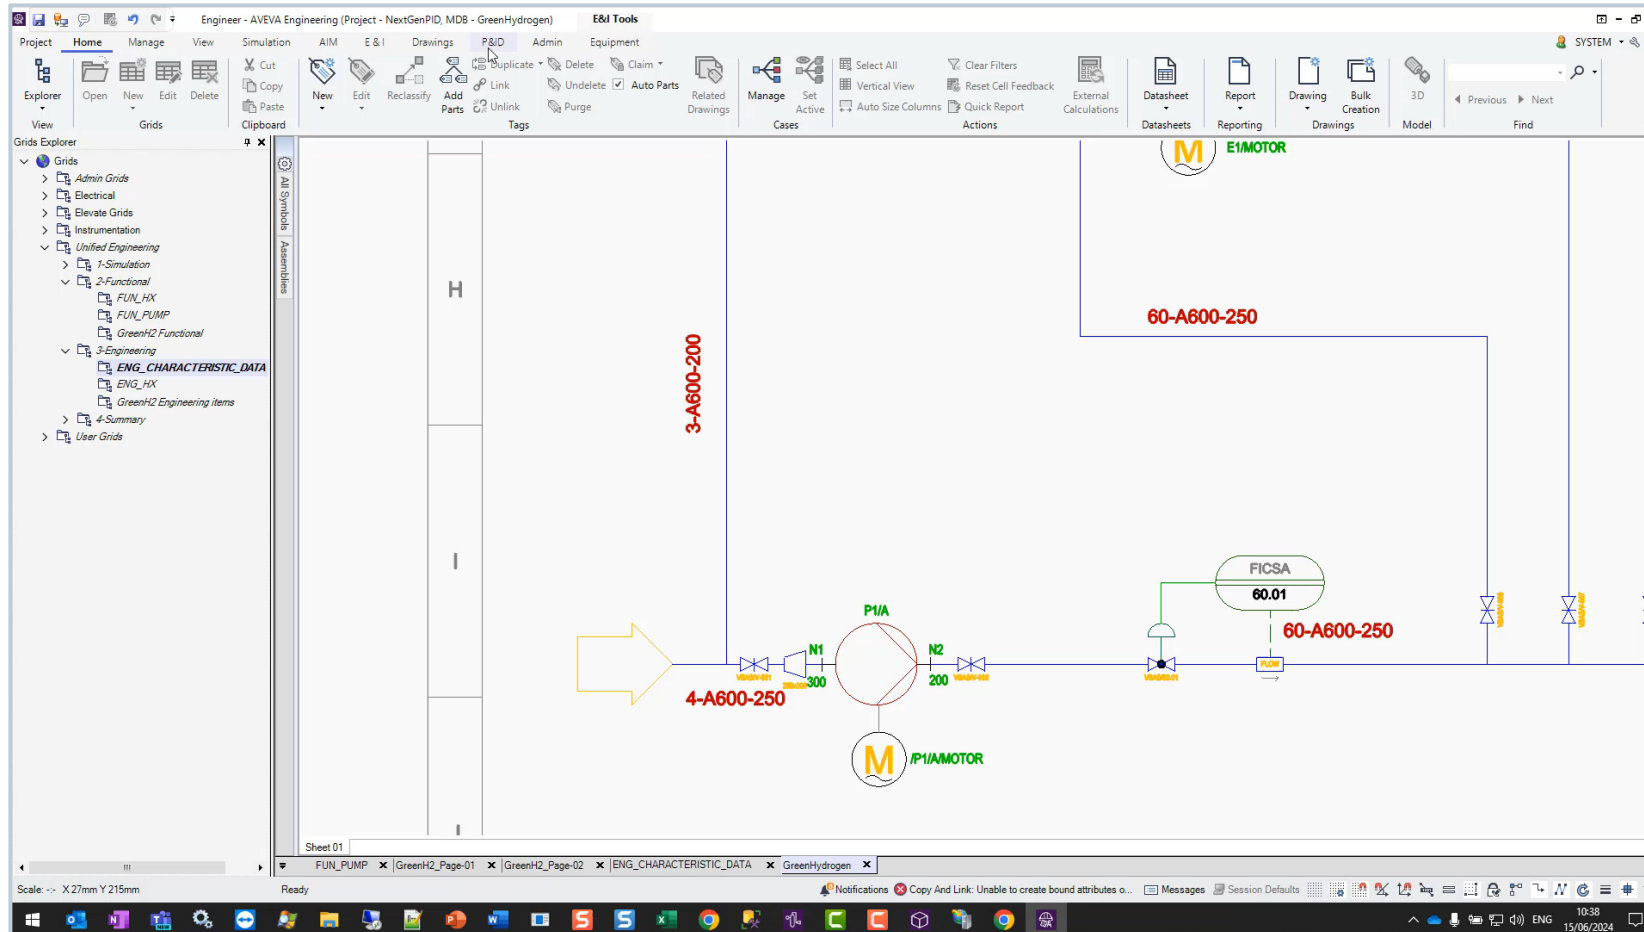 Engineer - AVEVA Engineering (Project - NextGenPID, MDB - GreenHydrogen)
E&I Tools
Project Home Manage View Simulation AIM E & I Drawings P&ID Admin Equipment
SYSTEM
Explorer
View
Open New Edit Delete
Grids
Cut
Copy
Paste
Clipboard
New Edit Reclassify Add Parts
Duplicate Delete Claim
Link Undelete Auto Parts
Unlink Purge
Related Drawings
Tags
Manage Set Active
Cases
Select All Clear Filters
Vertical View Reset Cell Feedback
Auto Size Columns Quick Report
External Calculations
Actions
Datasheet
Datasheets
Report
Reporting
Drawing Bulk Creation
Drawings
3D
Model
Previous Next
Find
Grids Explorer
Grids
Admin Grids
Electrical
Elevate Grids
Instrumentation
Unified Engineering
1-Simulation
2-Functional
FUN_HX
FUN_PUMP
GreenH2 Functional
3-Engineering
ENG_CHARACTERISTIC_DATA
ENG_HX
GreenH2 Engineering items
4-Summary
User Grids
All Symbols
Assemblies
M
E1/MOTOR
H
60-A600-250
3-A600-200
I
FICSA
60.01
P1/A
60-A600-250
N1
N2
FLOW
300
200
4-A600-250
M
/P1/A/MOTOR
Sheet 01
FUN_PUMP GreenH2_Page-01 GreenH2_Page-02 ENG_CHARACTERISTIC_DATA GreenHydrogen
Scale: -:- X 27mm Y 215mm
Ready
Notifications Copy And Link: Unable to create bound attributes o... Messages Session Defaults
ENG
10:38
15/06/2024